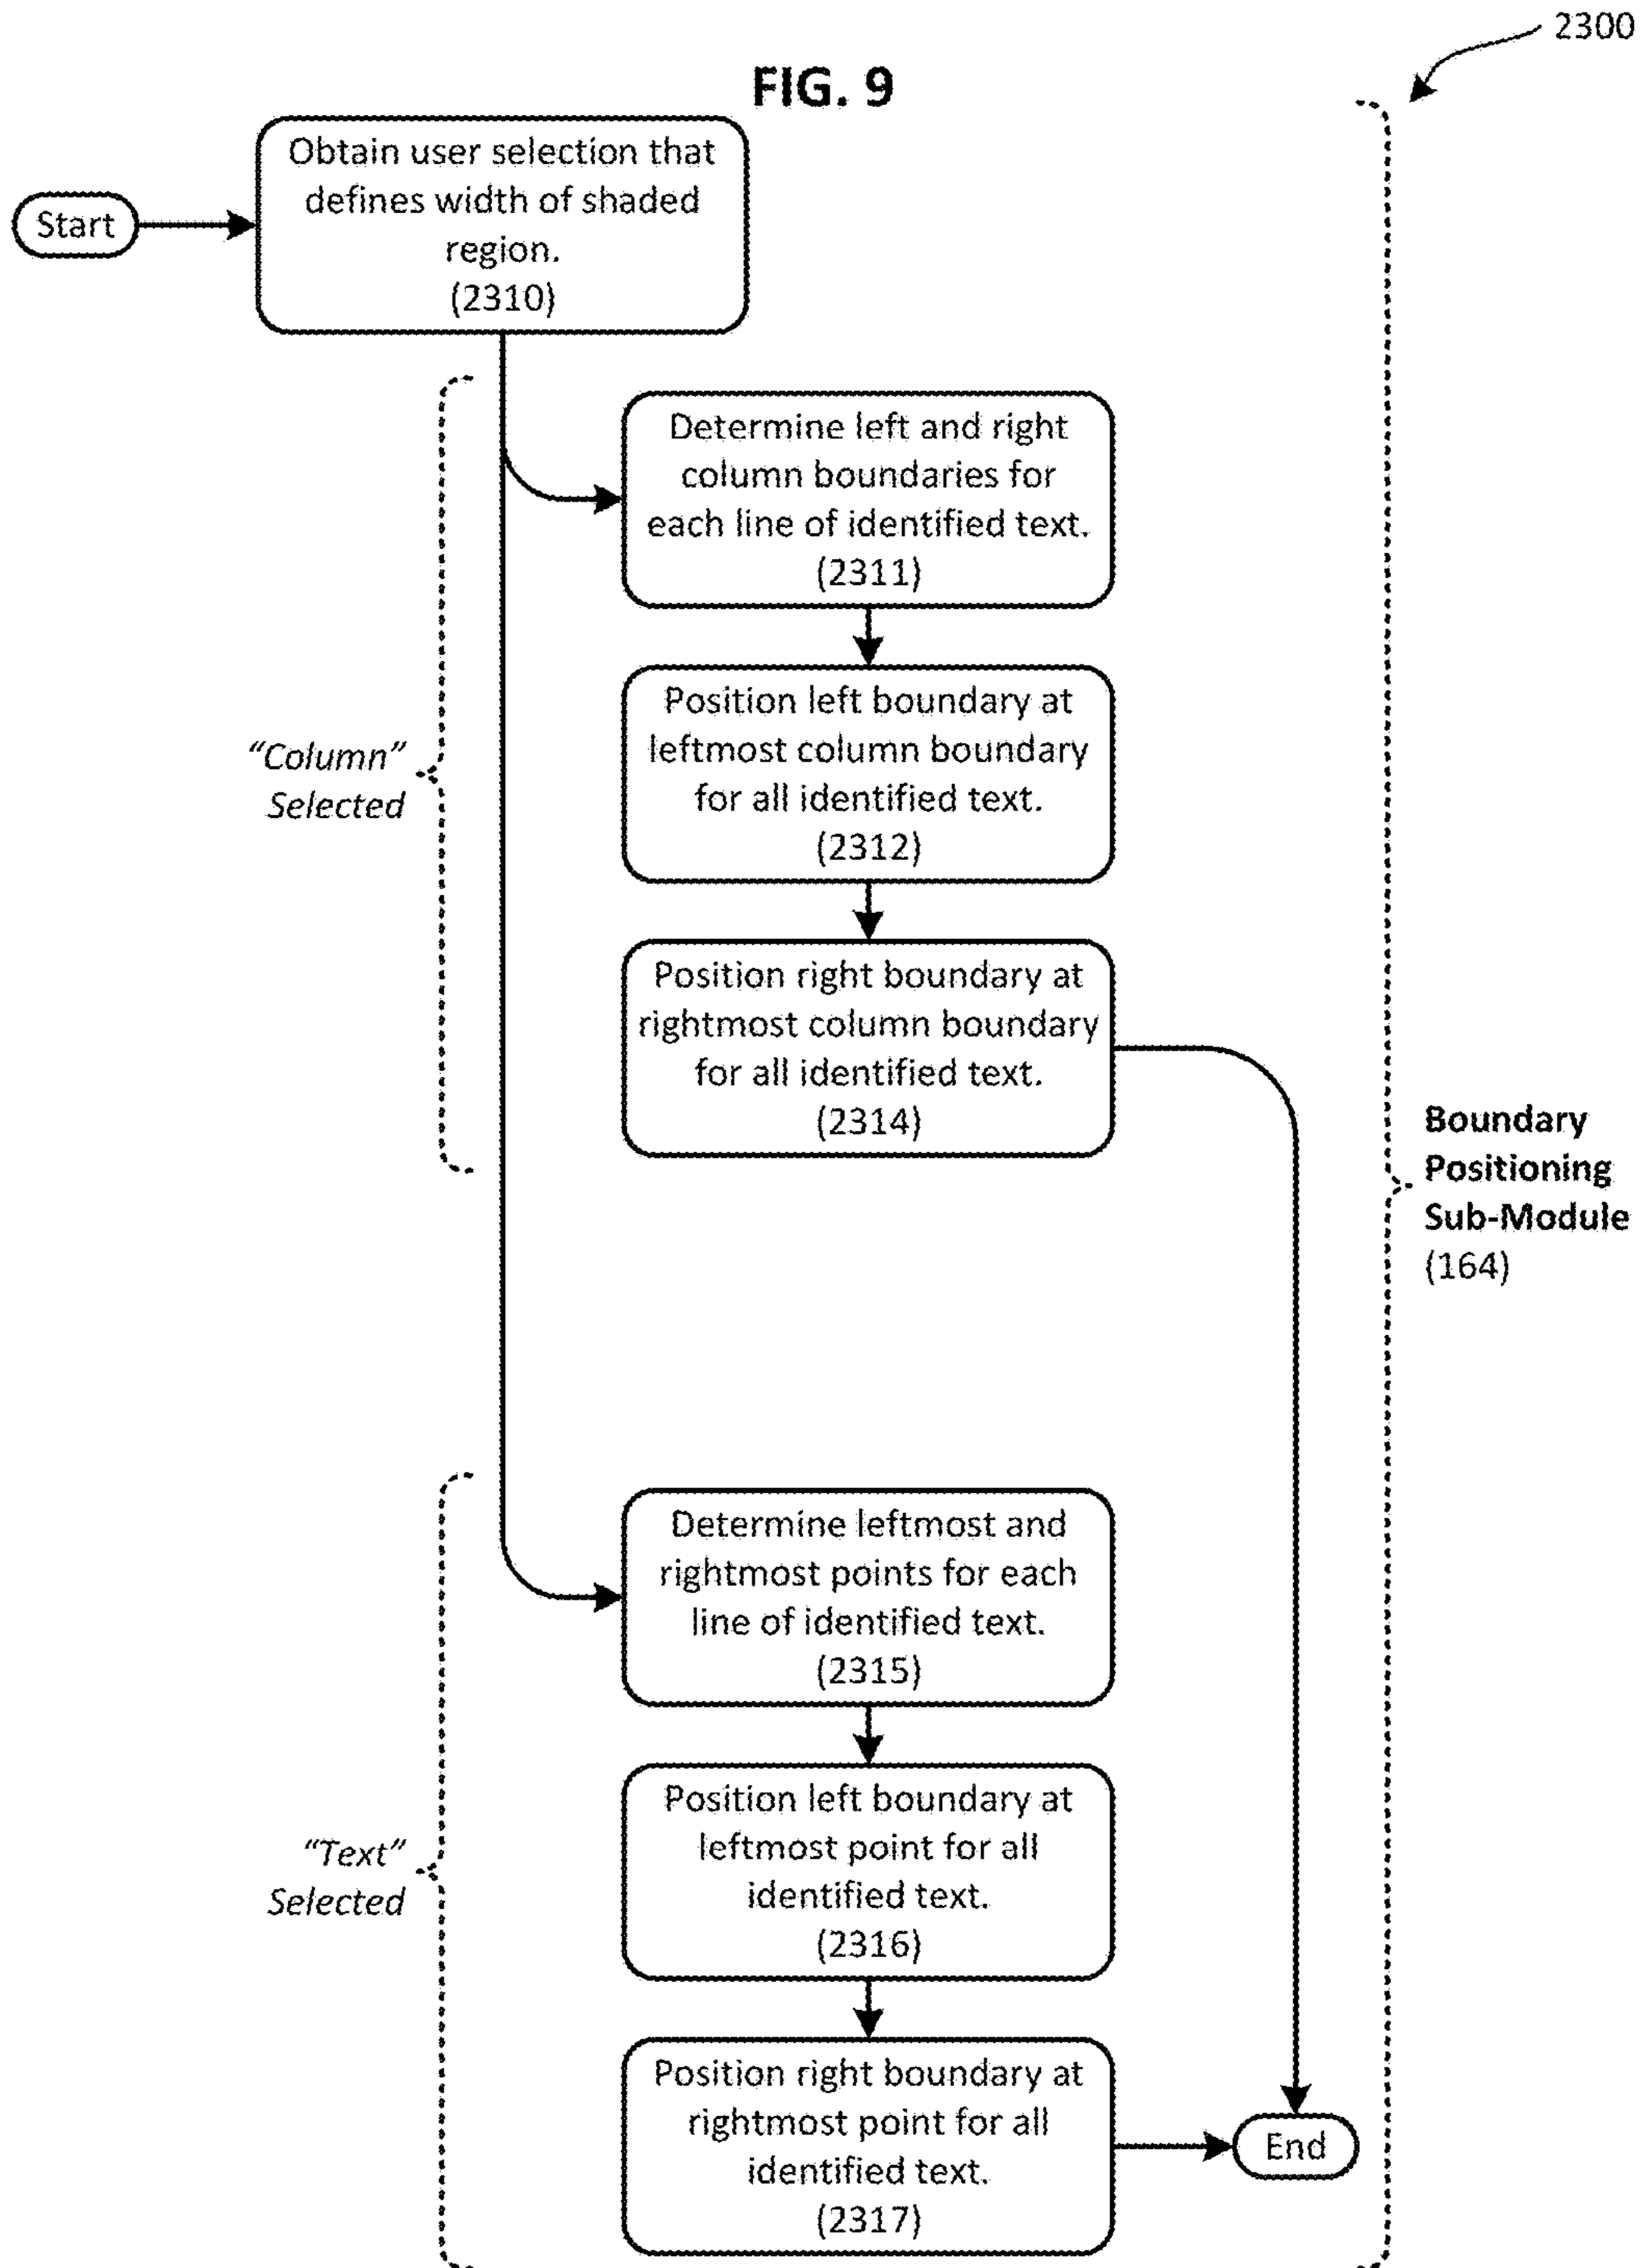 2300
FIG. 9
Start
Obtain user selection that
defines width of shaded
region.
(2310)
Determine left and right
column boundaries for
each line of identified text.
(2311)
"Column"
Selected
Position left boundary at
leftmost column boundary
for all identified text.
(2312)
Position right boundary at
rightmost column boundary
for all identified text.
(2314)
Boundary
Positioning
Sub-Module
(164)
Determine leftmost and
rightmost points for each
line of identified text.
(2315)
"Text"
Selected
Position left boundary at
leftmost point for all
identified text.
(2316)
Position right boundary at
rightmost point for all
identified text.
(2317)
End